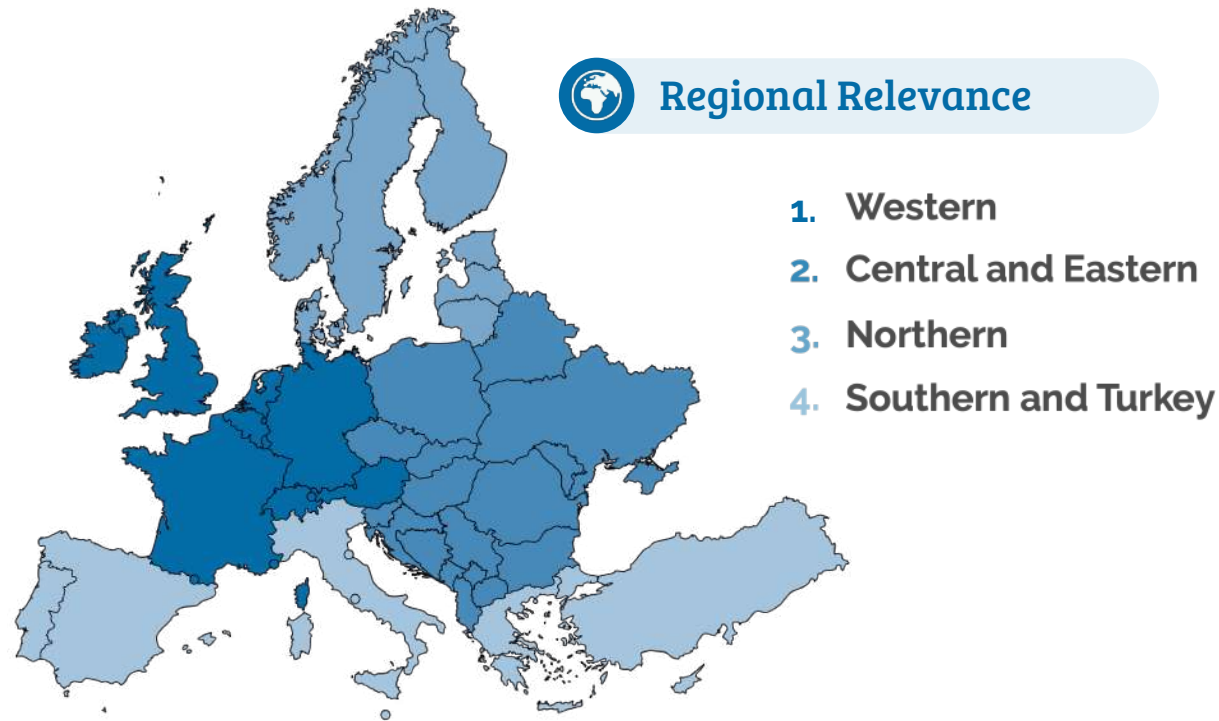 Regional Relevance
1. Western
2. Central and Eastern
3. Northern
4. Southern and Turkey